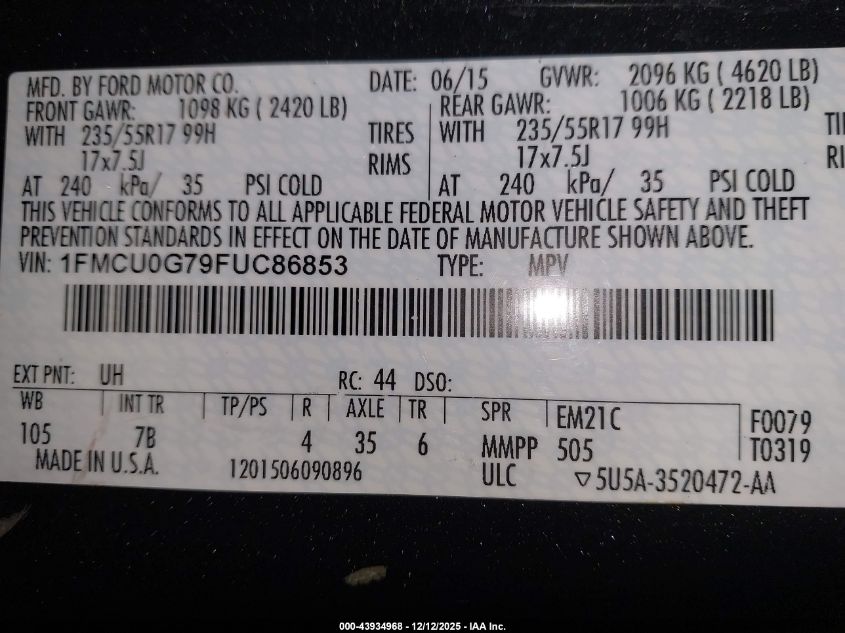 MFD. BY FORD MOTOR CO. DATE: 06/15 GVWR: 2096 KG ( 4620 LB)
FRONT GAWR: 1098 KG ( 2420 LB) REAR GAWR: 1006 KG ( 2218 LB)
WITH 235/55R17 99H TIRES WITH 235/55R17 99H
17x7.5J RIMS 17x7.5J
AT 240 kPa/ 35 PSI COLD AT 240 kPa/ 35 PSI COLD
THIS VEHICLE CONFORMS TO ALL APPLICABLE FEDERAL MOTOR VEHICLE SAFETY AND THEFT
PREVENTION STANDARDS IN EFFECT ON THE DATE OF MANUFACTURE SHOWN ABOVE.
VIN: 1FMCU0G79FUC86853 TYPE: MPV
EXT PNT: UH RC: 44 DSO:
WB INT TR TP/PS R AXLE TR SPR EM21C F0079
105 7B 4 35 6 MMPP 505 T0319
MADE IN U.S.A. 1201506090896 ULC ▽5U5A-3520472-AA
000-43934968 - 12/12/2025 - IAA Inc.